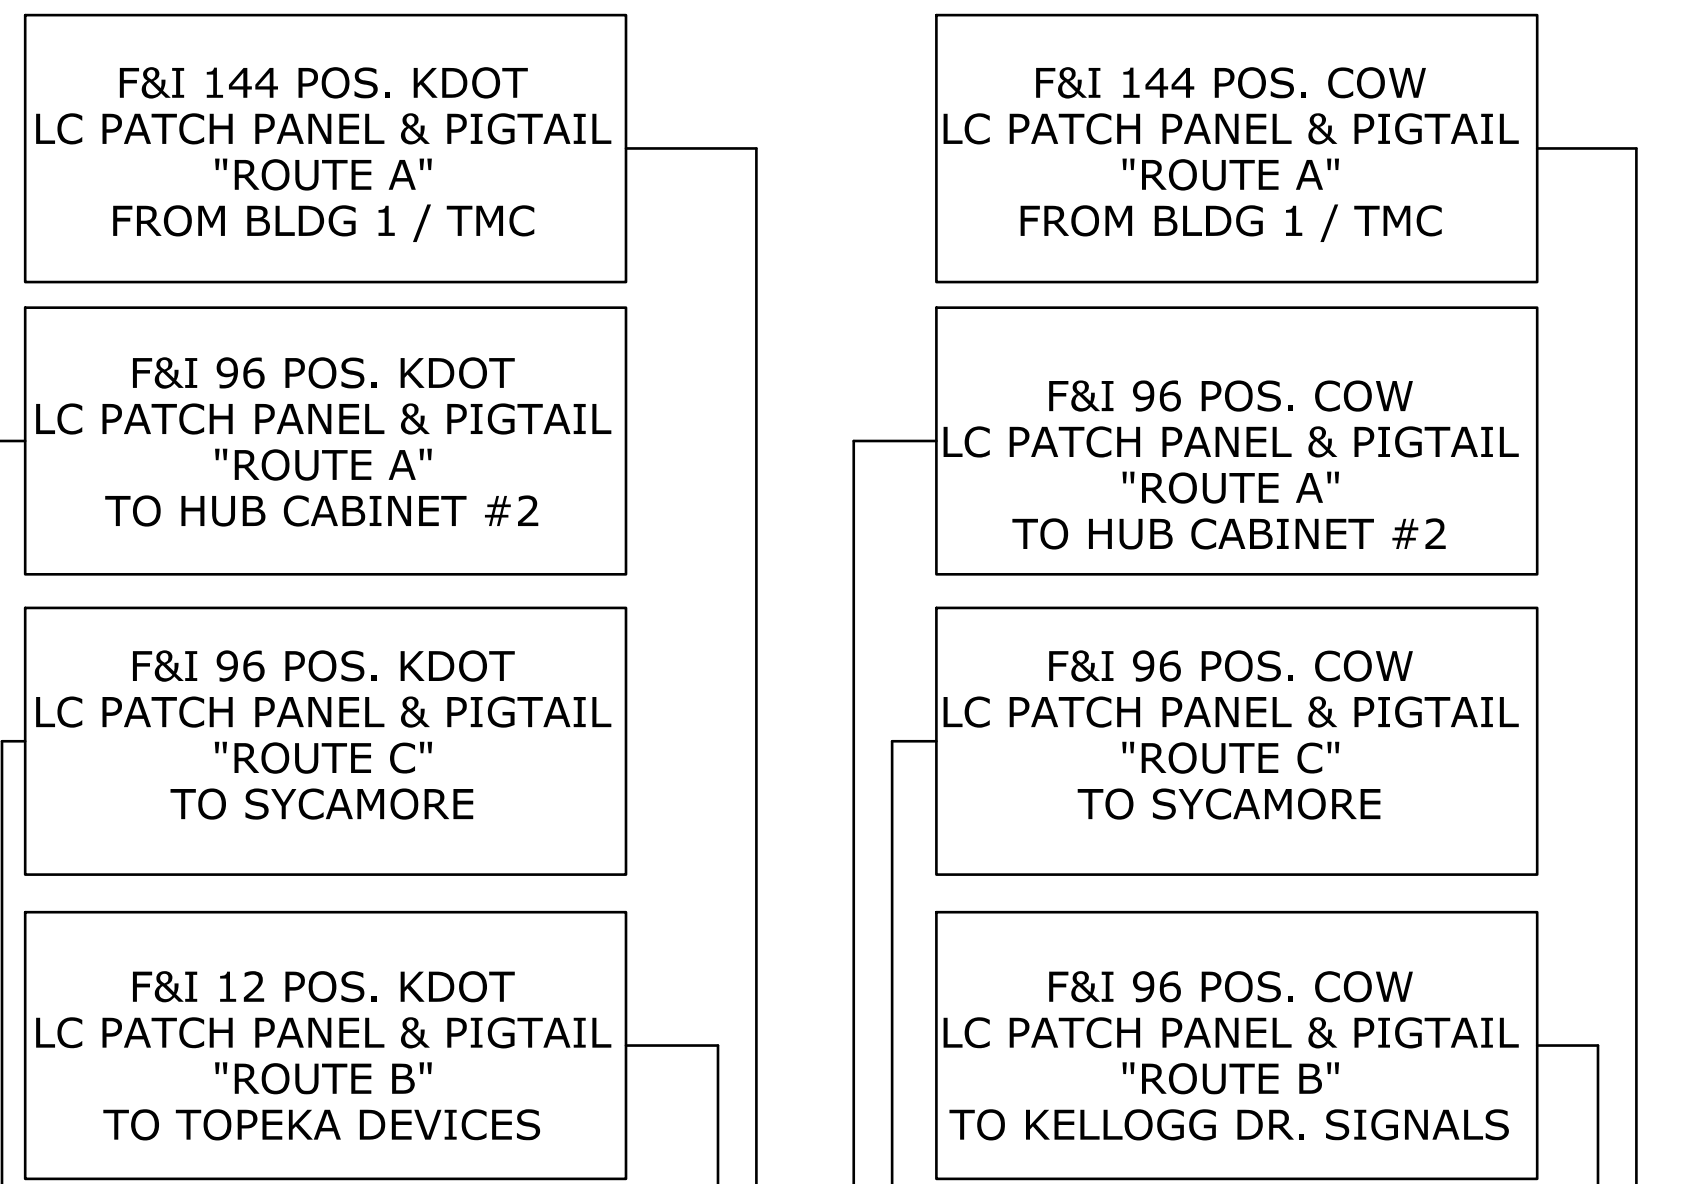 F&I 144 POS. KDOT
LC PATCH PANEL & PIGTAIL
"ROUTE A"
FROM BLDG 1 / TMC
F&I 96 POS. KDOT
LC PATCH PANEL & PIGTAIL
"ROUTE A"
TO HUB CABINET #2
F&I 96 POS. KDOT
LC PATCH PANEL & PIGTAIL
"ROUTE C"
TO SYCAMORE
F&I 12 POS. KDOT
LC PATCH PANEL & PIGTAIL
"ROUTE B"
TO TOPEKA DEVICES
F&I 144 POS. COW
LC PATCH PANEL & PIGTAIL
"ROUTE A"
FROM BLDG 1 / TMC
F&I 96 POS. COW
LC PATCH PANEL & PIGTAIL
"ROUTE A"
TO HUB CABINET #2
F&I 96 POS. COW
LC PATCH PANEL & PIGTAIL
"ROUTE C"
TO SYCAMORE
F&I 96 POS. COW
LC PATCH PANEL & PIGTAIL
"ROUTE B"
TO KELLOGG DR. SIGNALS